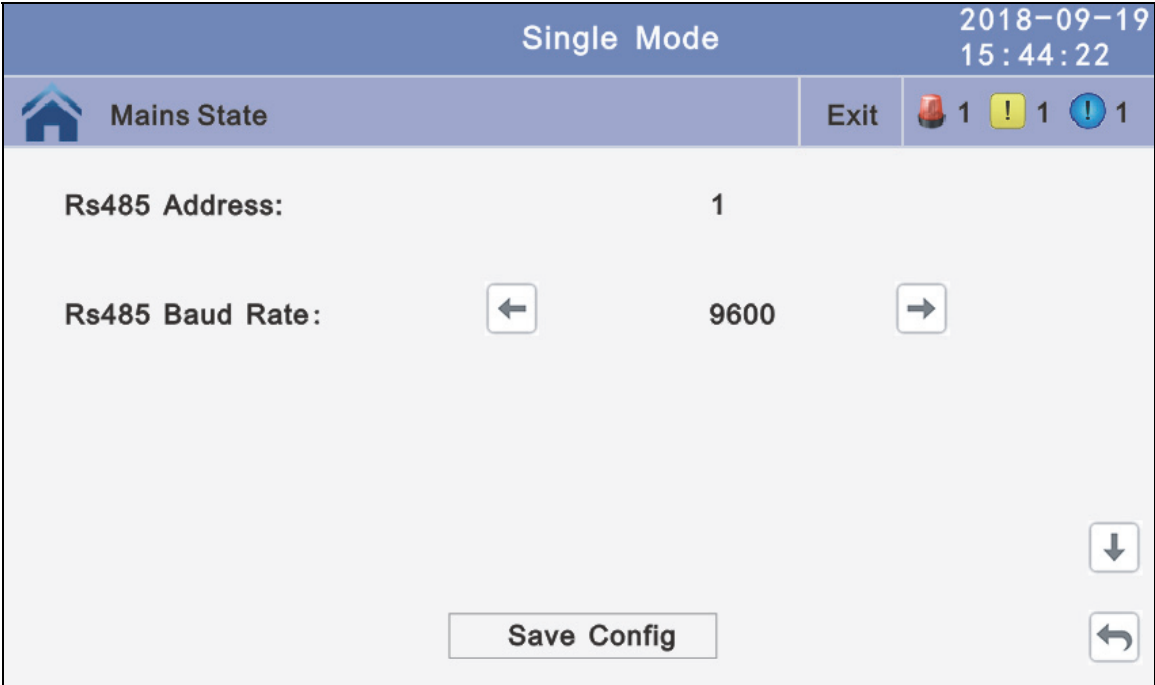 Single Mode
2018-09-19
15:44:22
Mains State
Exit
1
! 1
! 1
Rs485 Address: 1
Rs485 Baud Rate: 9600
Save Config